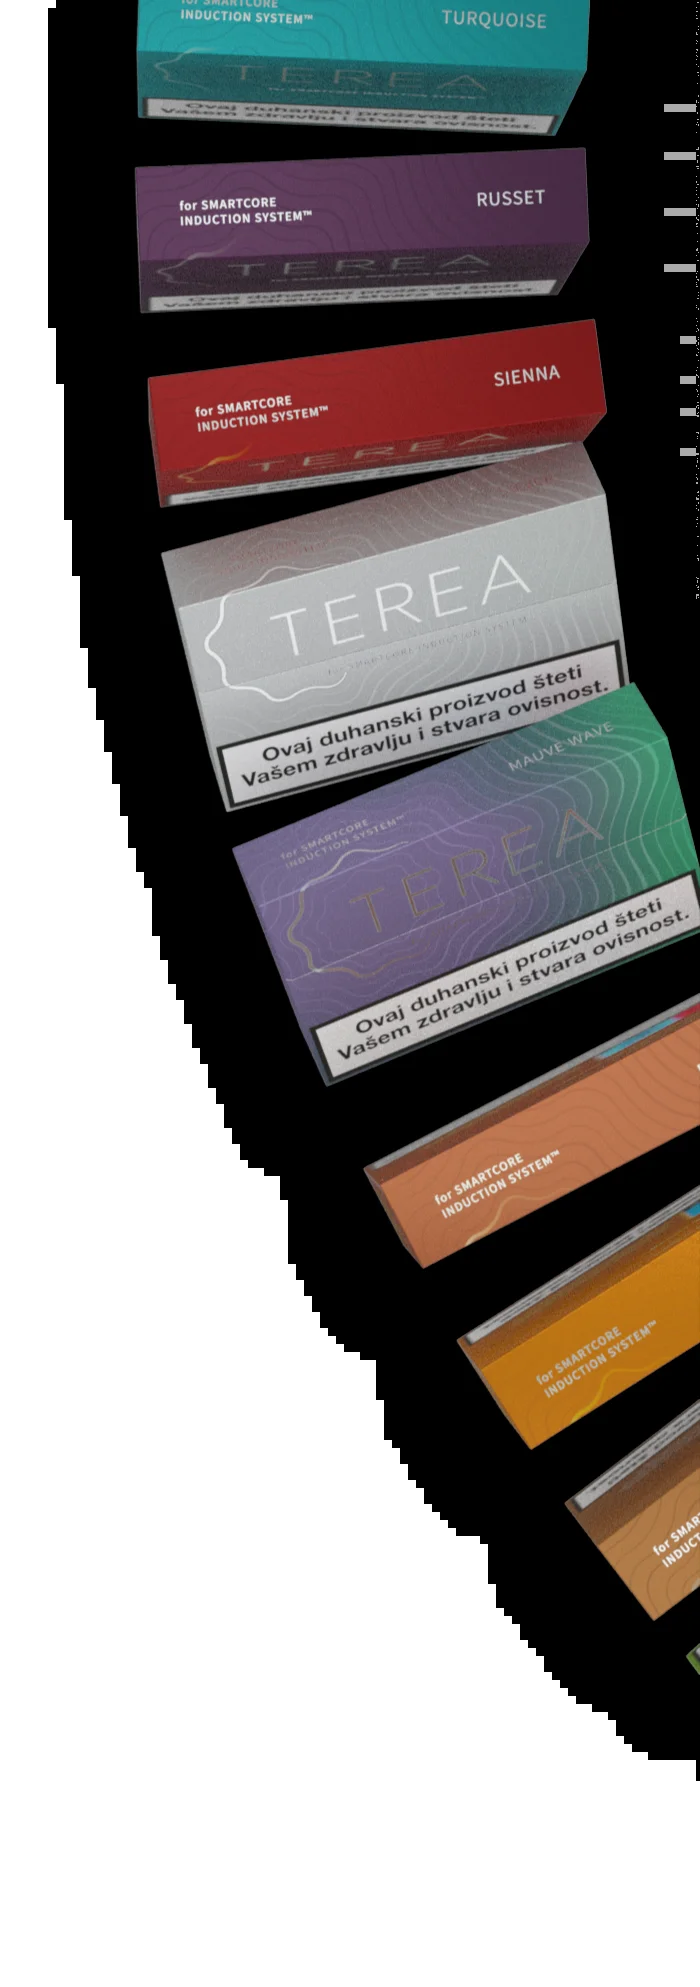 for SMARTCORE
INDUCTION SYSTEM™
TURQUOISE
TEREA
Ovaj duhanski proizvod šteti
Vašem zdravlju i stvara ovisnost.
for SMARTCORE
INDUCTION SYSTEM™
RUSSET
TEREA
Ovaj duhanski proizvod šteti
Vašem zdravlju i stvara ovisnost.
for SMARTCORE
INDUCTION SYSTEM™
SIENNA
TEREA
TEREA
for SMARTCORE INDUCTION SYSTEM
Ovaj duhanski proizvod šteti
Vašem zdravlju i stvara ovisnost.
MAUVE WAVE
for SMARTCORE
INDUCTION SYSTEM™
TEREA
Ovaj duhanski proizvod šteti
Vašem zdravlju i stvara ovisnost.
for SMARTCORE
INDUCTION SYSTEM™
for SMARTCORE
INDUCTION SYSTEM™
for SMAR
INDUCT